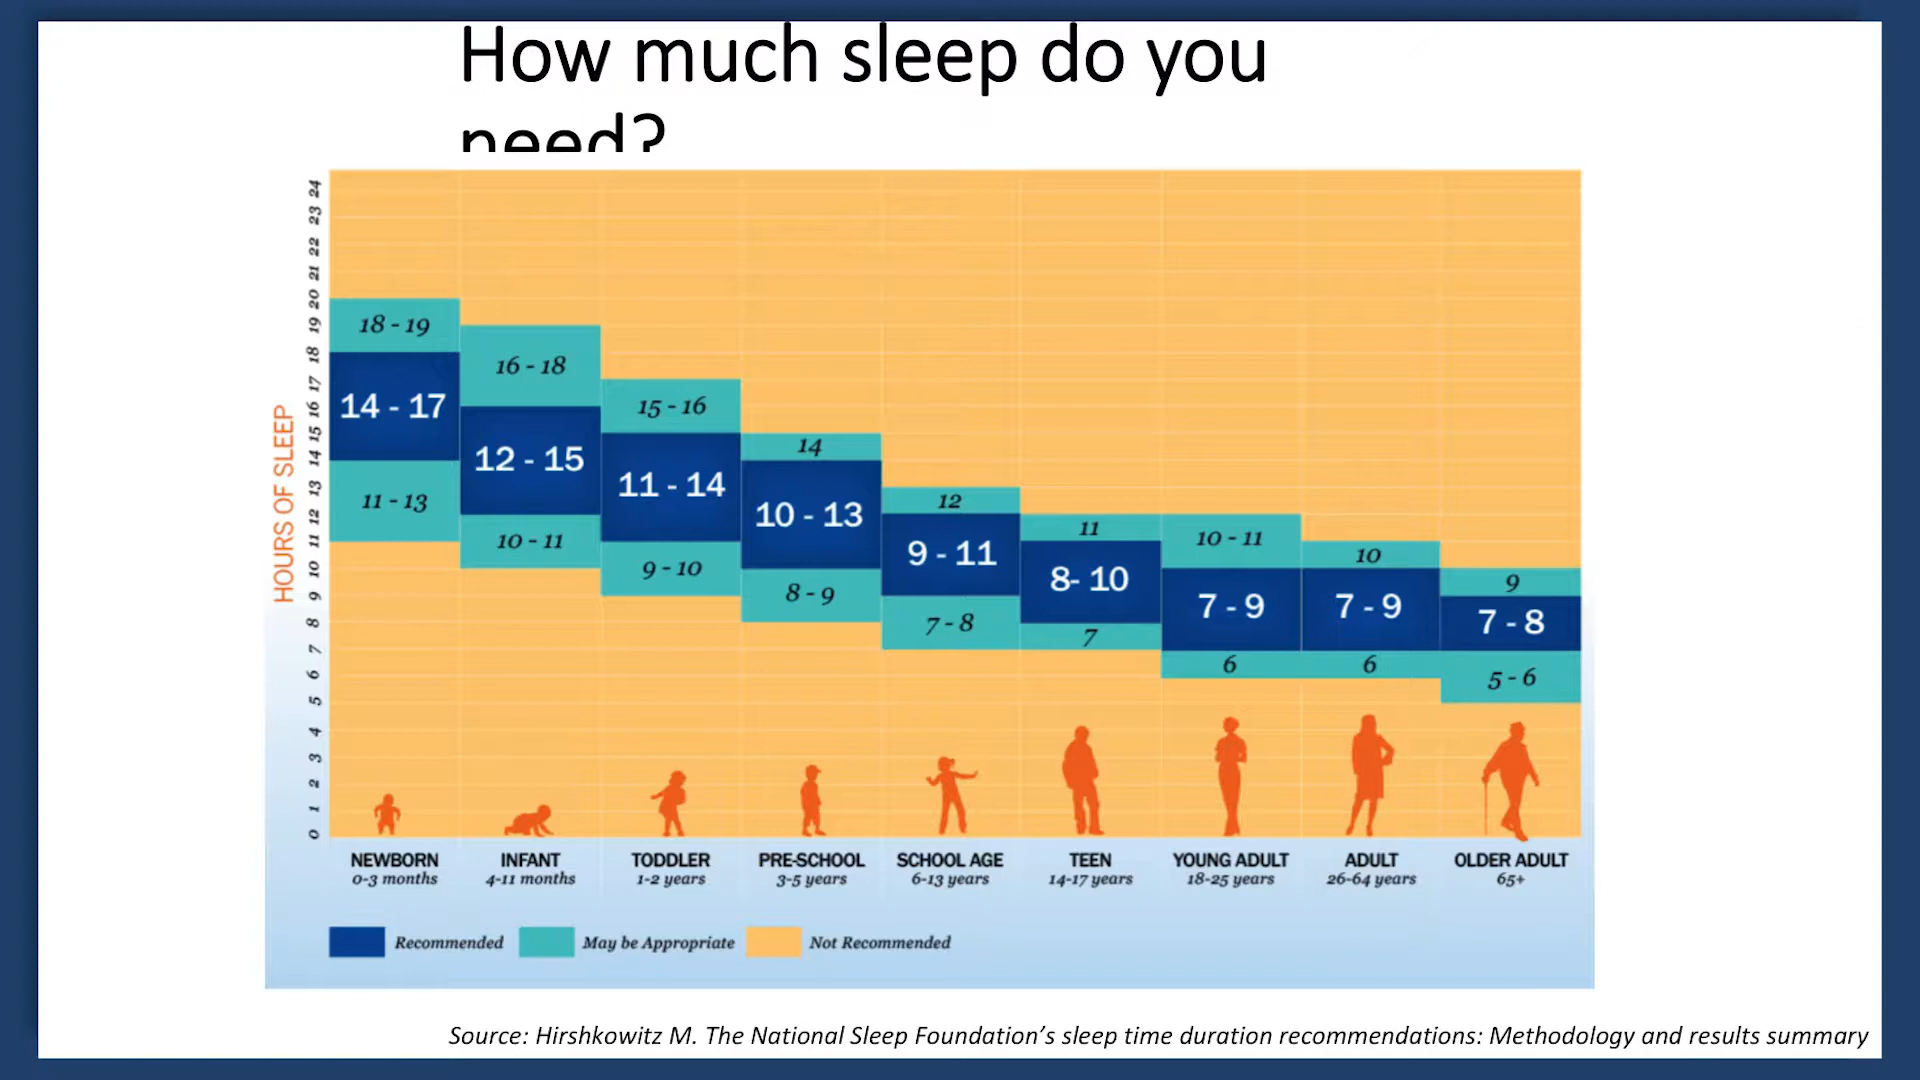 How much sleep do you
need?
HOURS OF SLEEP
24
23
22
21
20
19
18
17
16
15
14
13
12
11
10
9
8
7
6
5
4
3
2
1
0
18 - 19
14 - 17
11 - 13
16 - 18
12 - 15
10 - 11
15 - 16
11 - 14
9 - 10
14
10 - 13
8 - 9
12
9 - 11
7 - 8
11
8- 10
7
10 - 11
7 - 9
6
10
7 - 9
6
9
7 - 8
5 - 6
NEWBORN
0-3 months
INFANT
4-11 months
TODDLER
1-2 years
PRE-SCHOOL
3-5 years
SCHOOL AGE
6-13 years
TEEN
14-17 years
YOUNG ADULT
18-25 years
ADULT
26-64 years
OLDER ADULT
65+
Recommended
May be Appropriate
Not Recommended
Source: Hirshkowitz M. The National Sleep Foundation’s sleep time duration recommendations: Methodology and results summary